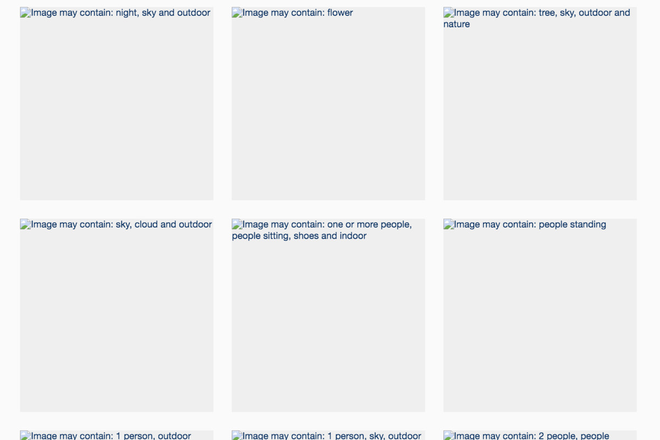 Image may contain: night, sky and outdoor
Image may contain: flower
Image may contain: tree, sky, outdoor and
nature
Image may contain: sky, cloud and outdoor
Image may contain: one or more people,
people sitting, shoes and indoor
Image may contain: people standing
Image may contain: 1 person, outdoor
Image may contain: 1 person, sky, outdoor
Image may contain: 2 people, people